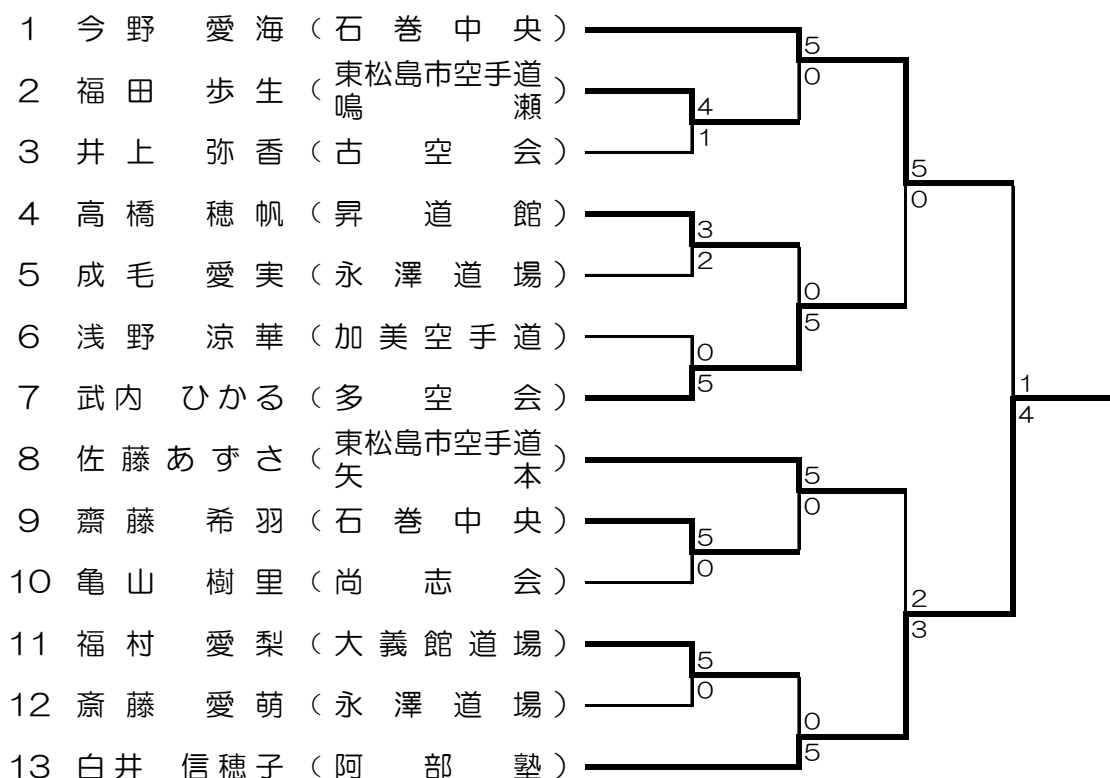 1 今野 愛海 (石巻中央)
5
0
2 福田 歩生 (東松島市空手道鳴瀬)
4
1
3 井上 弥香 (古空会)
5
0
4 高橋 穂帆 (昇道館)
3
2
5 成毛 愛実 (永澤道場)
0
5
6 浅野 涼華 (加美空手道)
0
5
7 武内 ひかる (多空会)
1
4
8 佐藤あずさ (東松島市空手道矢本)
5
0
9 齋藤 希羽 (石巻中央)
5
0
10 亀山 樹里 (尚志会)
2
3
11 福村 愛梨 (大義館道場)
5
0
12 斎藤 愛萌 (永澤道場)
0
5
13 白井 信穂子 (阿部塾)